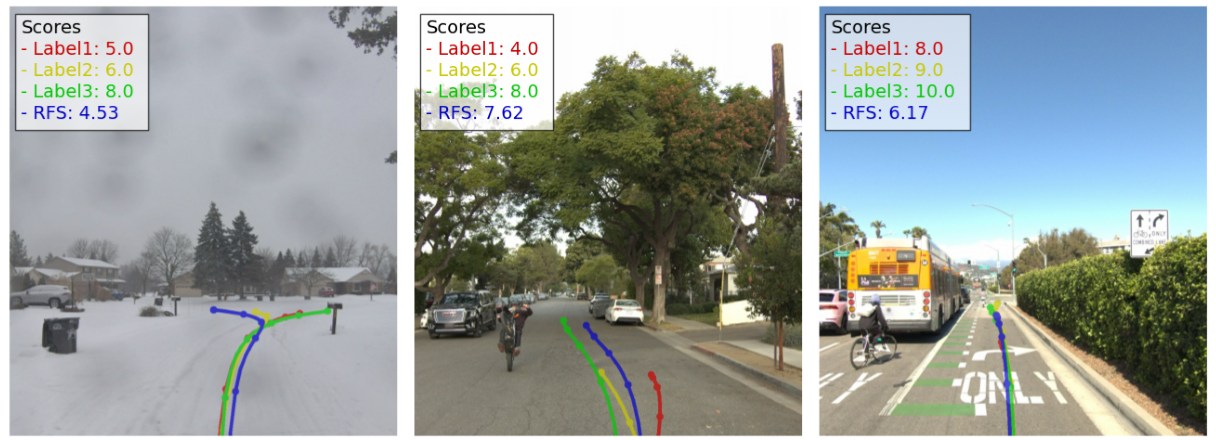 Scores
- Label1: 5.0
- Label2: 6.0
- Label3: 8.0
- RFS: 4.53
Scores
- Label1: 4.0
- Label2: 6.0
- Label3: 8.0
- RFS: 7.62
Scores
- Label1: 8.0
- Label2: 9.0
- Label3: 10.0
- RFS: 6.17
ONLY
ONLY